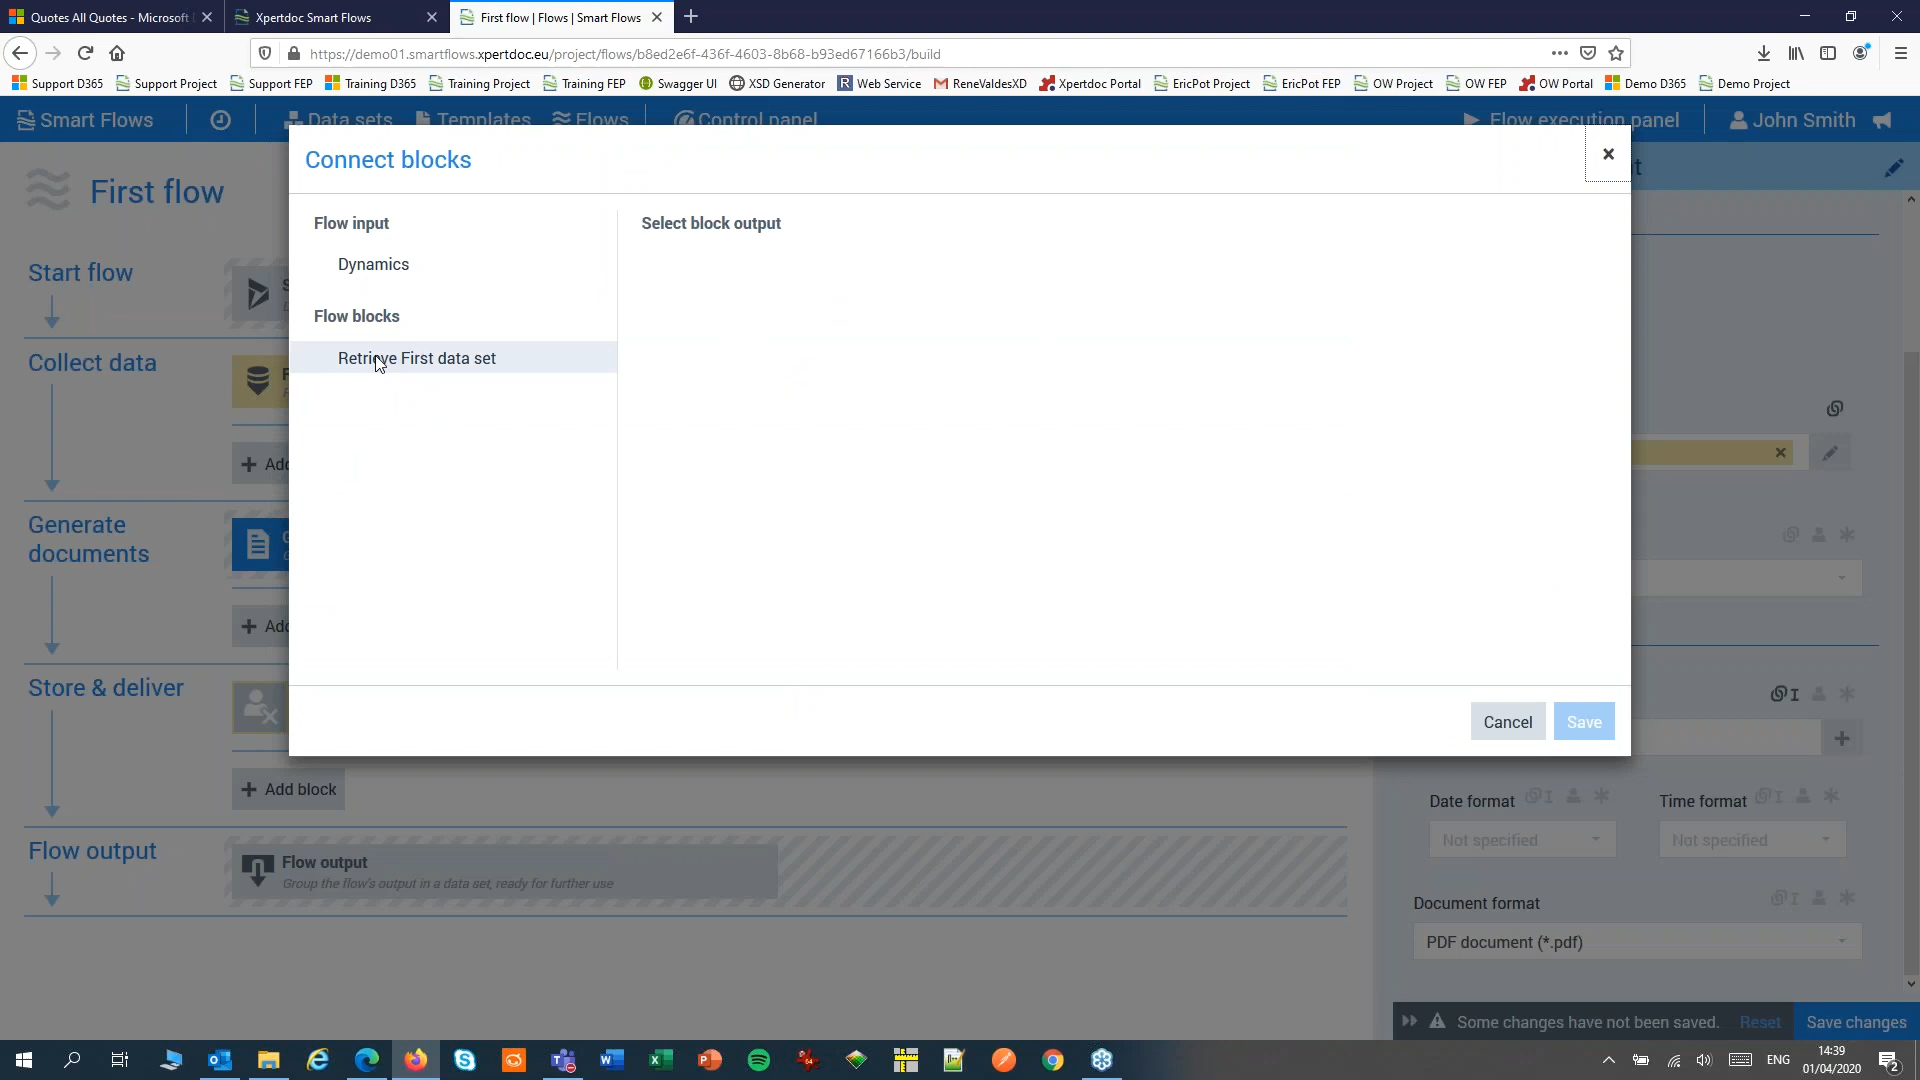 Quotes All Quotes - Microsoft
Xpertdoc Smart Flows
First flow | Flows | Smart Flows
https://demo01.smartflows.xpertdoc.eu/project/flows/b8ed2e6f-436f-4603-8b68-b93ed67166b3/build
Support D365
Support Project
Support FEP
Training D365
Training Project
Training FEP
Swagger UI
XSD Generator
Web Service
ReneValdesXD
Xpertdoc Portal
EricPot Project
EricPot FEP
OW Project
OW FEP
OW Portal
Demo D365
Demo Project
Smart Flows
Data sets
Templates
Flows
Control panel
Flow execution panel
John Smith
First flow
Connect blocks
Flow input
Dynamics
Flow blocks
Retrieve First data set
Select block output
Cancel
Save
Start flow
Collect data
Add
Generate
documents
Add
Store & deliver
Add block
Flow output
Flow output
Group the flow's output in a data set, ready for further use
Date format
Time format
Not specified
Not specified
Document format
PDF document (*.pdf)
Some changes have not been saved.
Reset
Save changes
ENG
14:39
01/04/2020
2